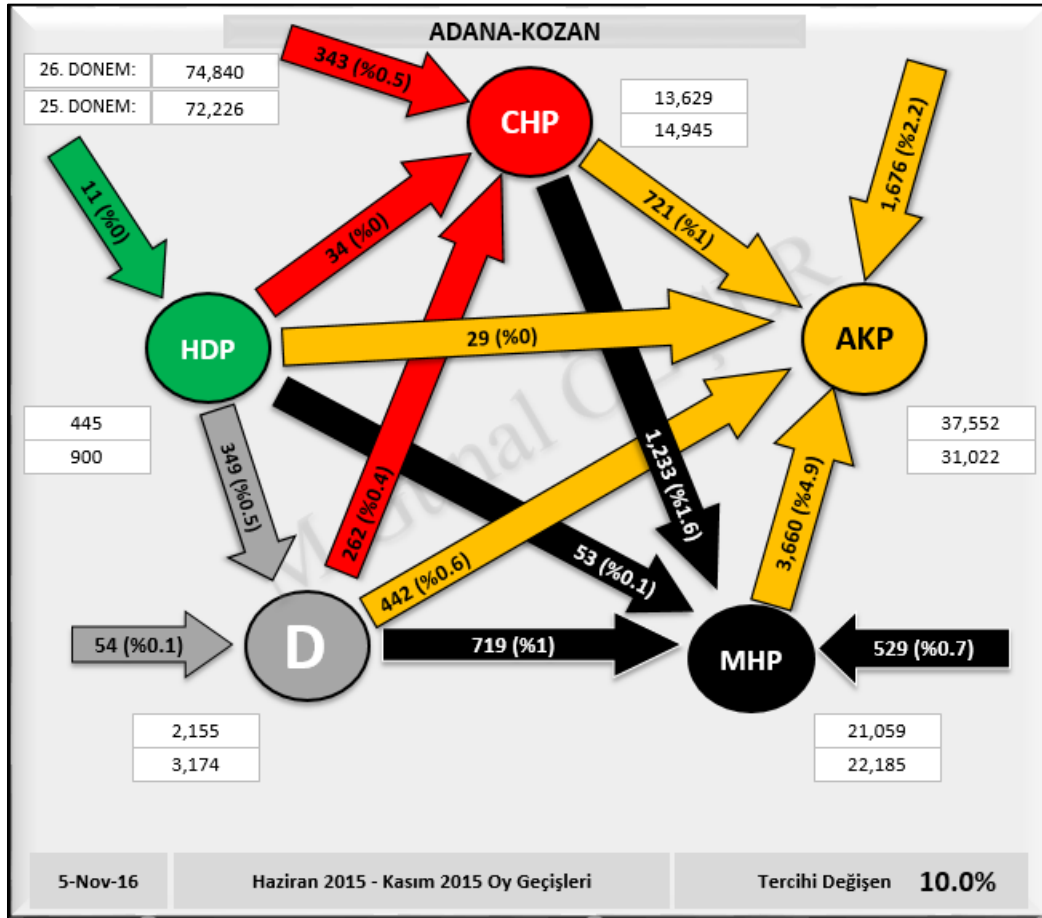 ADANA-KOZAN
26. DONEM: 74,840
25. DONEM: 72,226
343 (%0.5)
CHP
13,629
14,945
1,676 (%2.2)
11 (%0)
34 (%0)
721 (%1)
HDP
29 (%0)
AKP
445
900
37,552
31,022
349 (%0.5)
262 (%0.4)
1,233 (%1.6)
3,660 (%4.9)
442 (%0.6)
53 (%0.1)
54 (%0.1)
D
719 (%1)
MHP
529 (%0.7)
2,155
3,174
21,059
22,185
5-Nov-16 Haziran 2015 - Kasım 2015 Oy Geçişleri Tercihi Değişen 10.0%